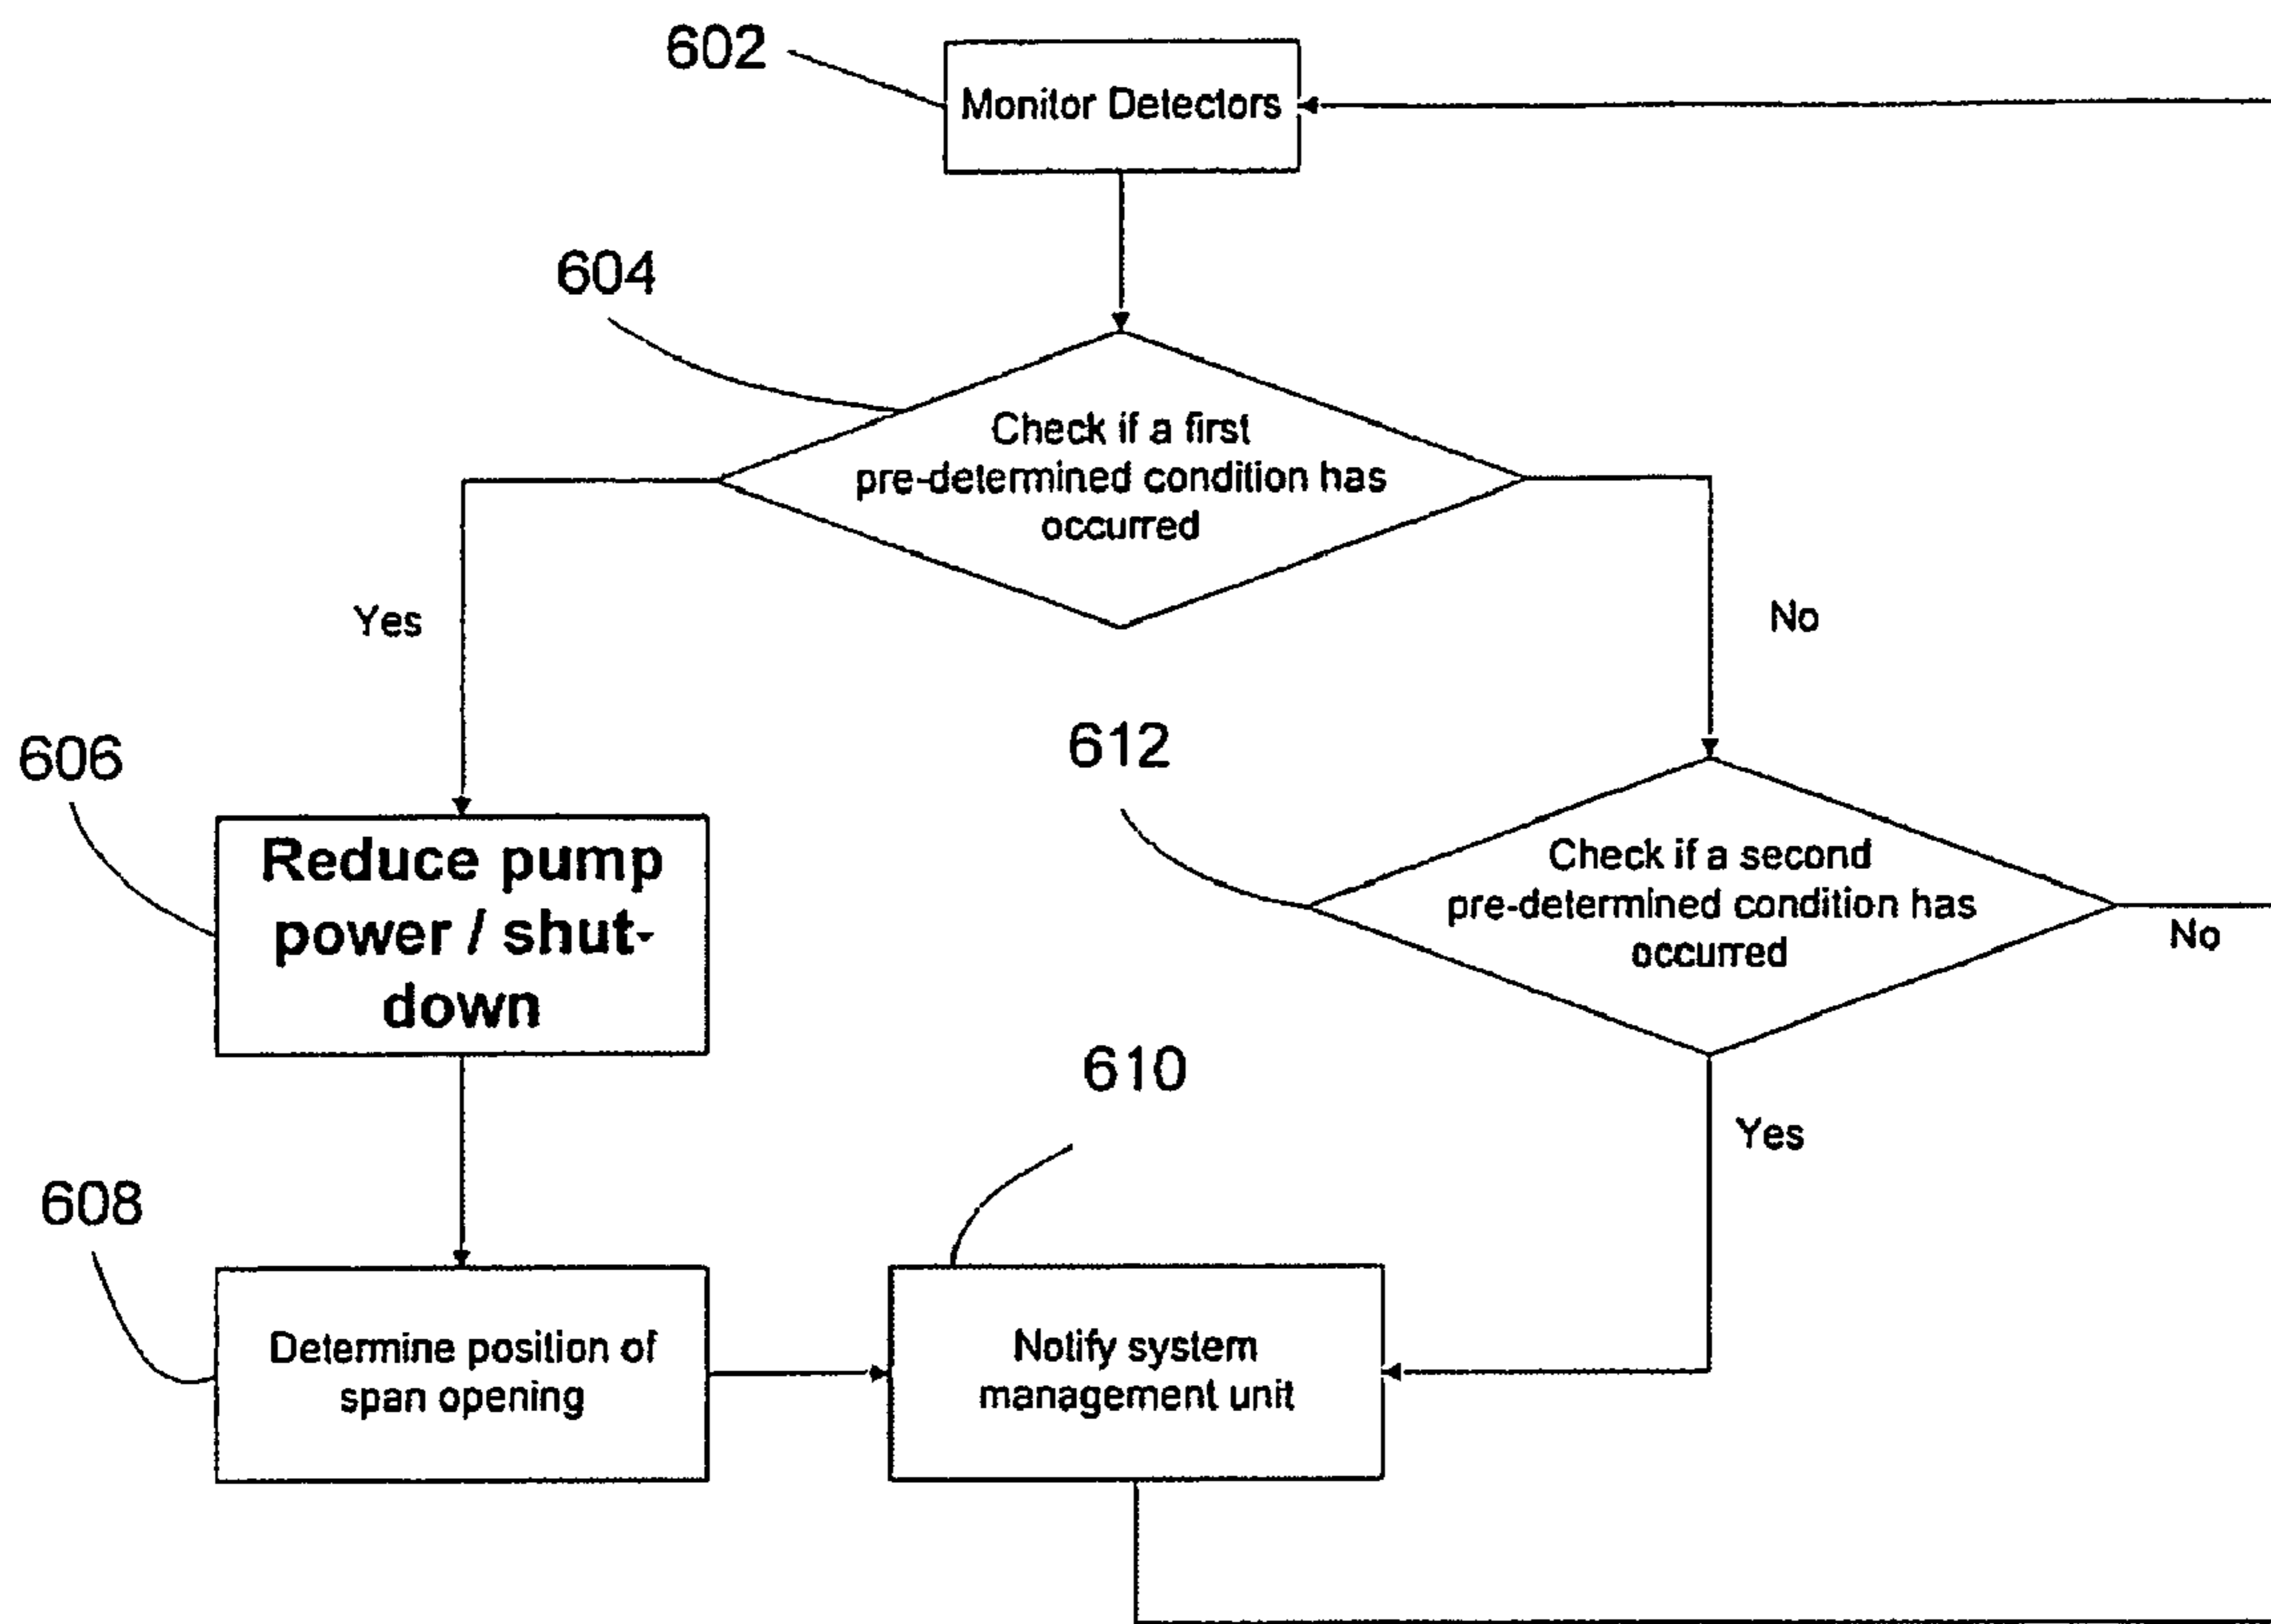 602
Monitor Detectors
604
Check if a first
pre-determined condition has
occurred
Yes
No
606
Reduce pump
power / shut-
down
612
Check if a second
pre-determined condition has
occurred
No
610
Yes
608
Determine position of
span opening
Notify system
management unit